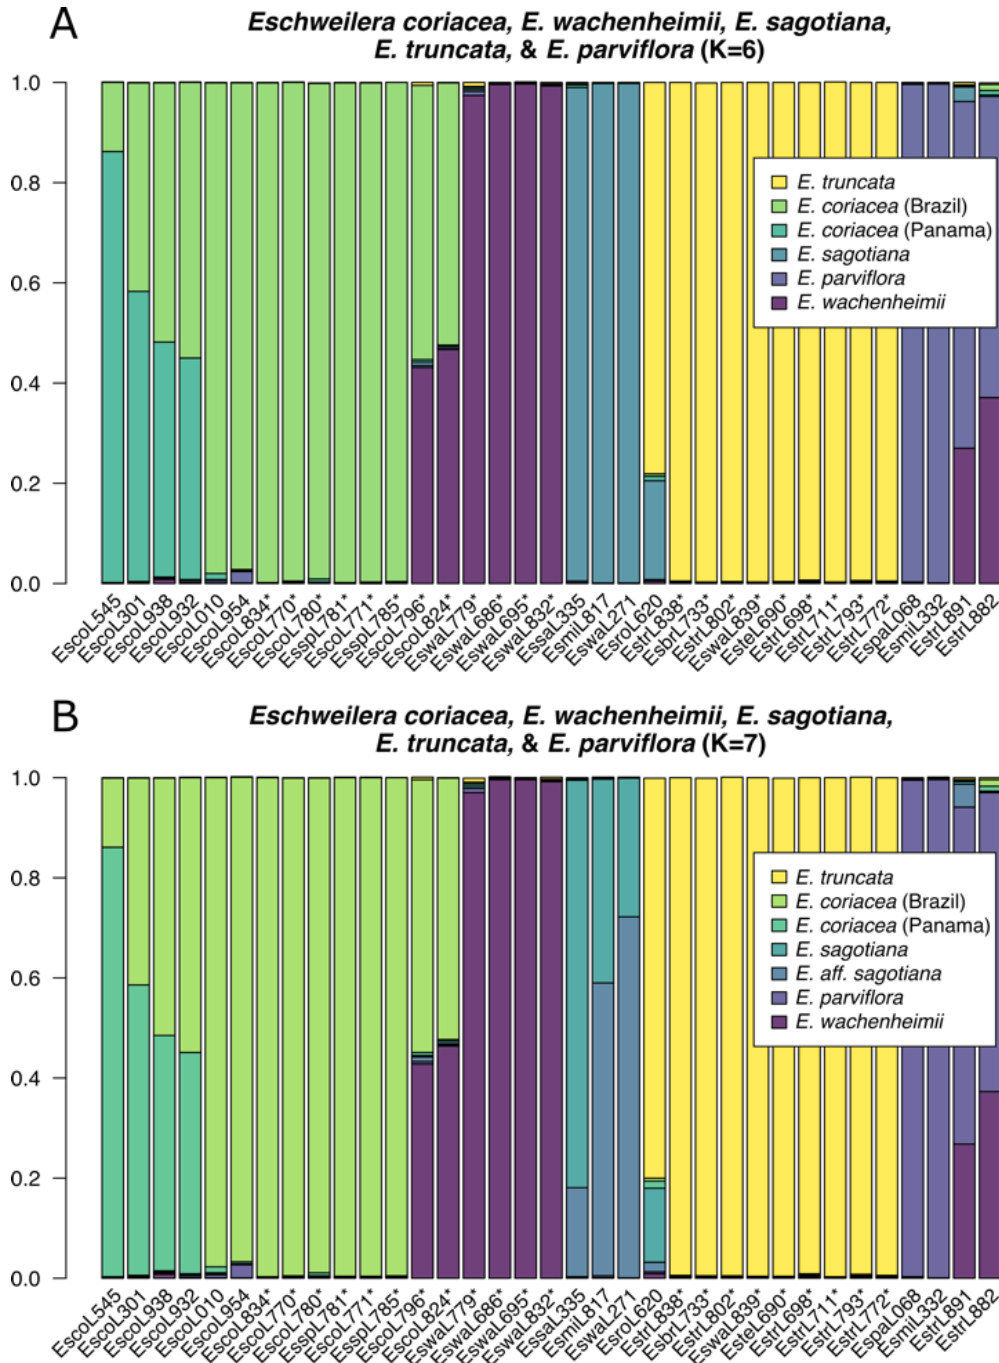 A
Eschweilera coriacea, E. wachenheimii, E. sagotiana,
E. truncata, & E. parviflora (K=6)
1.0
0.8
0.6
0.4
0.2
0.0
E. truncata
E. coriacea (Brazil)
E. coriacea (Panama)
E. sagotiana
E. parviflora
E. wachenheimii
EscoL545
EscoL301
EscoL938
EscoL932
EscoL010
EscoL954
EscoL834*
EscoL770*
EscoL780*
EsspL781*
EscoL771*
EsspL785*
EscoL796*
EscoL824*
EswaL779*
EswaL686*
EswaL695*
EswaL832*
EssaL335
EsmiL817
EswaL271
EsroL620
EstrL838*
EsbrL733*
EstrL802*
EswaL839*
EsteL690*
EstrL698*
EstrL711*
EstrL793*
EstrL772*
EspaL068
EsmiL332
EstrL891
EstrL882
B
Eschweilera coriacea, E. wachenheimii, E. sagotiana,
E. truncata, & E. parviflora (K=7)
1.0
0.8
0.6
0.4
0.2
0.0
E. truncata
E. coriacea (Brazil)
E. coriacea (Panama)
E. sagotiana
E. aff. sagotiana
E. parviflora
E. wachenheimii
EscoL545
EscoL301
EscoL938
EscoL932
EscoL010
EscoL954
EscoL834*
EscoL770*
EscoL780*
EsspL781*
EscoL771*
EsspL785*
EscoL796*
EscoL824*
EswaL779*
EswaL686*
EswaL695*
EswaL832*
EssaL335
EsmiL817
EswaL271
EsroL620
EstrL838*
EsbrL733*
EstrL802*
EswaL839*
EsteL690*
EstrL698*
EstrL711*
EstrL793*
EstrL772*
EspaL068
EsmiL332
EstrL891
EstrL882